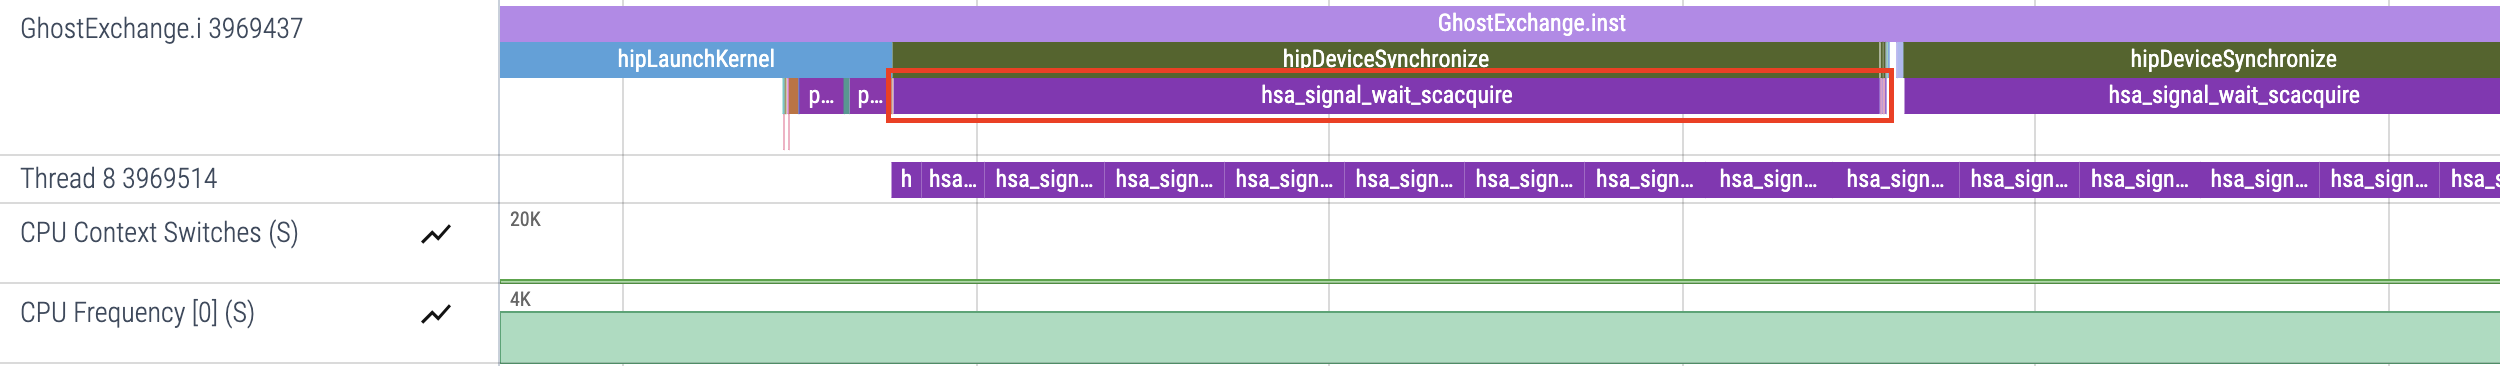 GhostExchange.i 3969437
GhostExchange.inst
hipLaunchKernel hipDeviceSynchronize hipDeviceSynchronize
p... p... hsa_signal_wait_scacquire hsa_signal_wait_scacquire
Thread 8 3969514 h hsa... hsa_sign... hsa_sign... hsa_sign... hsa_sign... hsa_sign... hsa_sign... hsa_sign... hsa_sign... hsa_sign... hsa_sign... hsa_sign... hsa_sign...
CPU Context Switches (S) 20K
CPU Frequency [0] (S) 4K